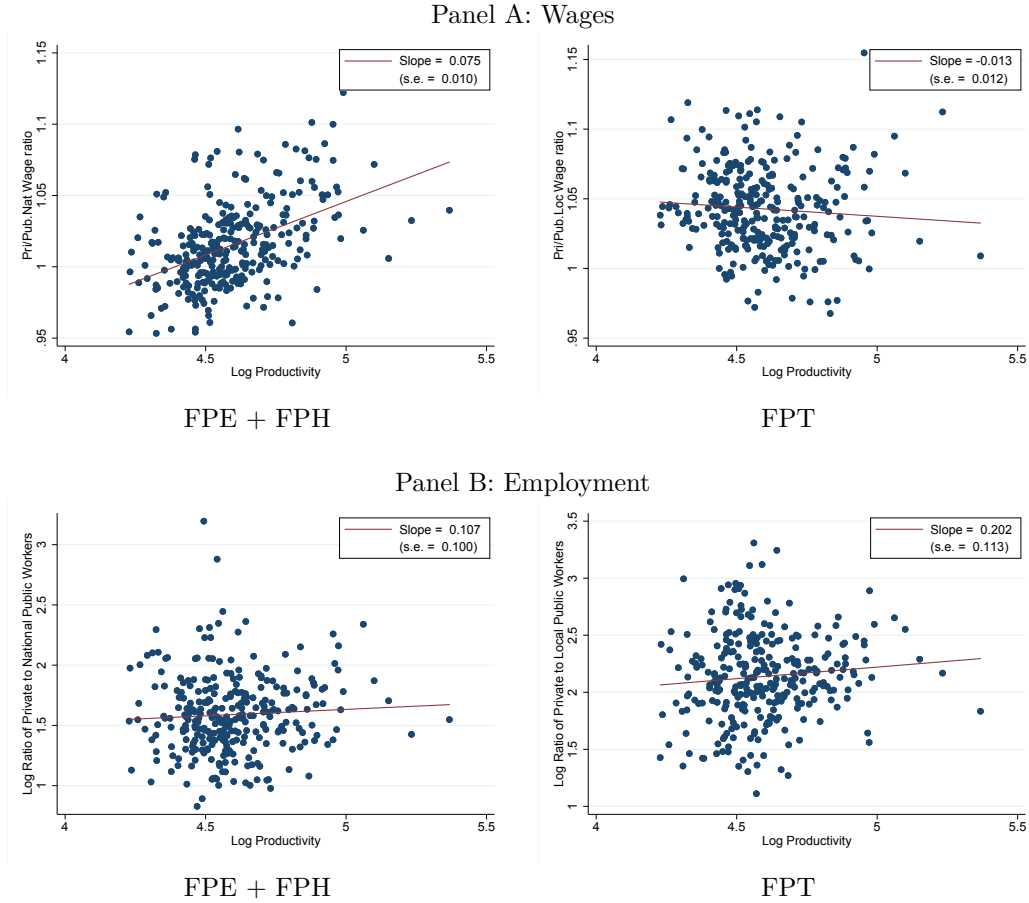 Panel A: Wages
Pri/Pub.Nat Wage ratio
1.15
1.1
1.05
1
.95
Slope = 0.075
(s.e. = 0.010)
4
4.5
5
5.5
Log Productivity
FPE + FPH
Pri/Pub.Loc Wage ratio
1.15
1.1
1.05
1
.95
Slope = -0.013
(s.e. = 0.012)
4
4.5
5
5.5
Log Productivity
FPT
Panel B: Employment
Log Ratio of Private to National Public Workers
3
2.5
2
1.5
1
Slope = 0.107
(s.e. = 0.100)
4
4.5
5
5.5
Log Productivity
FPE + FPH
Log Ratio of Private to Local Public Workers
3.5
3
2.5
2
1.5
1
Slope = 0.202
(s.e. = 0.113)
4
4.5
5
5.5
Log Productivity
FPT